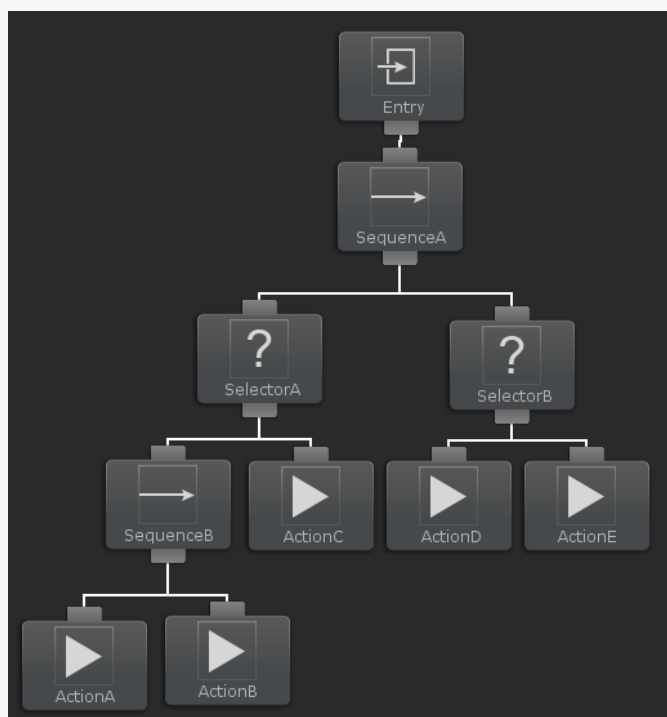 Entry
SequenceA
?
SelectorA
?
SelectorB
SequenceB
ActionC
ActionD
ActionE
ActionA
ActionB